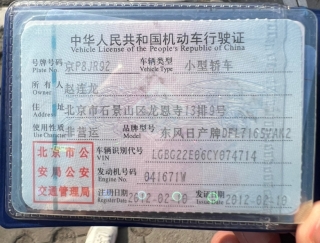 中华人民共和国机动车行驶证
Vehicle License of the People's Republic of China
号牌号码 京P8JR92 车辆类型 小型轿车
Plate No. Vehicle Type
所有人 赵连龙
Owner
住址 北京市石景山区龙恩寺13排9号
Address
使用性质 非营运 品牌型号 东风日产牌DFL7165VAK2
Use Character Model
北京市公 车辆识别代号 LGBG22E06CY074714
安局公安 VIN
交通管理局 发动机号码 041671W
Engine No.
注册日期 2012-02-10 发证日期 2012-02-10
Register Date Issue Date